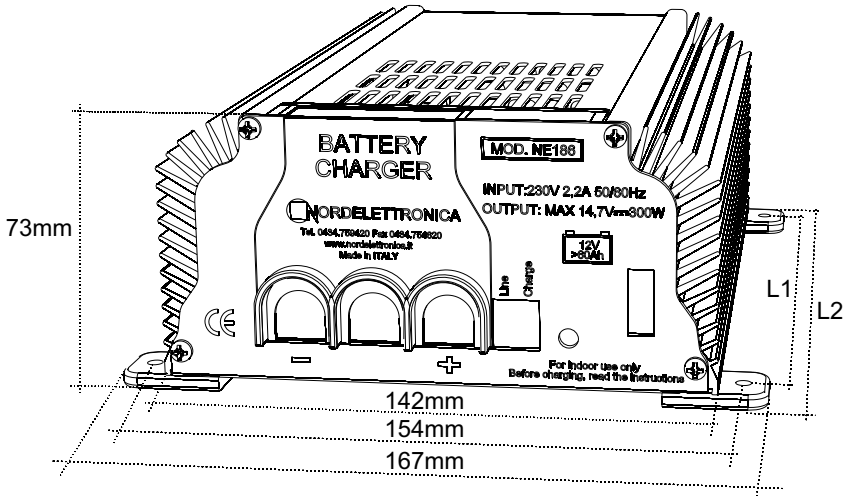 BATTERY
CHARGER
MOD. NE186
INPUT:230V 2,2A 50/60Hz
OUTPUT: MAX 14,7V⎓300W
NORDELETTRONICA
Tel. 0434.759420 Fax 0434.754620
www.nordelettronica.it
Made in ITALY
12V
>60Ah
Line
Charge
CE
- +
For indoor use only
Before charging, read the instructions
73mm
L1
L2
142mm
154mm
167mm